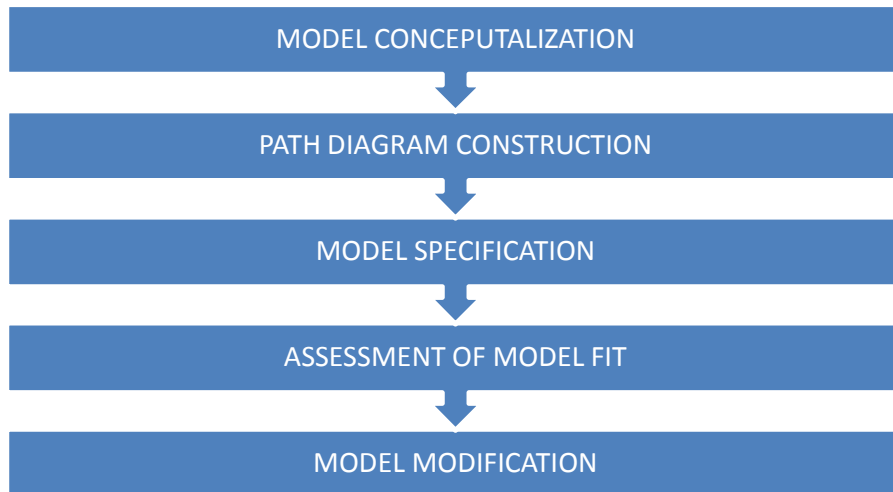 MODEL CONCEPUTALIZATION
PATH DIAGRAM CONSTRUCTION
MODEL SPECIFICATION
ASSESSMENT OF MODEL FIT
MODEL MODIFICATION